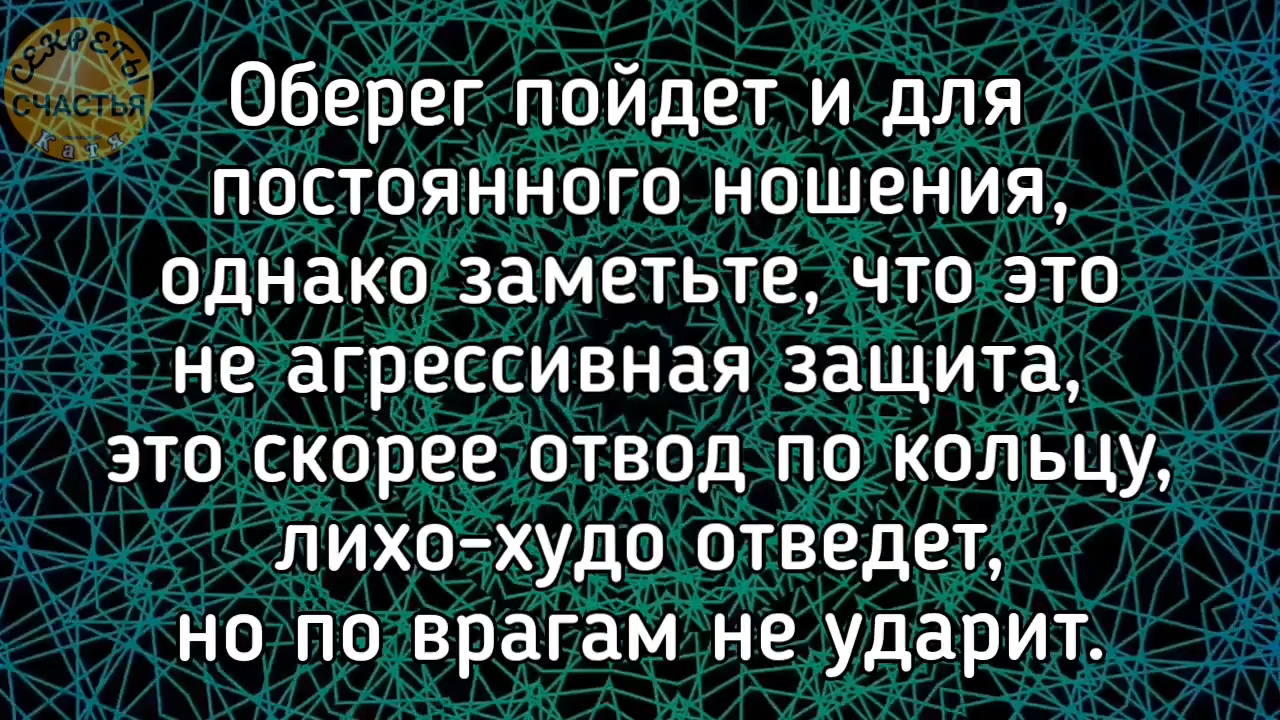 СЕКРЕТЫ
СЧАСТЬЯ
Катя
Оберег пойдет и для
постоянного ношения,
однако заметьте, что это
не агрессивная защита,
это скорее отвод по кольцу,
лихо-худо отведет,
но по врагам не ударит.